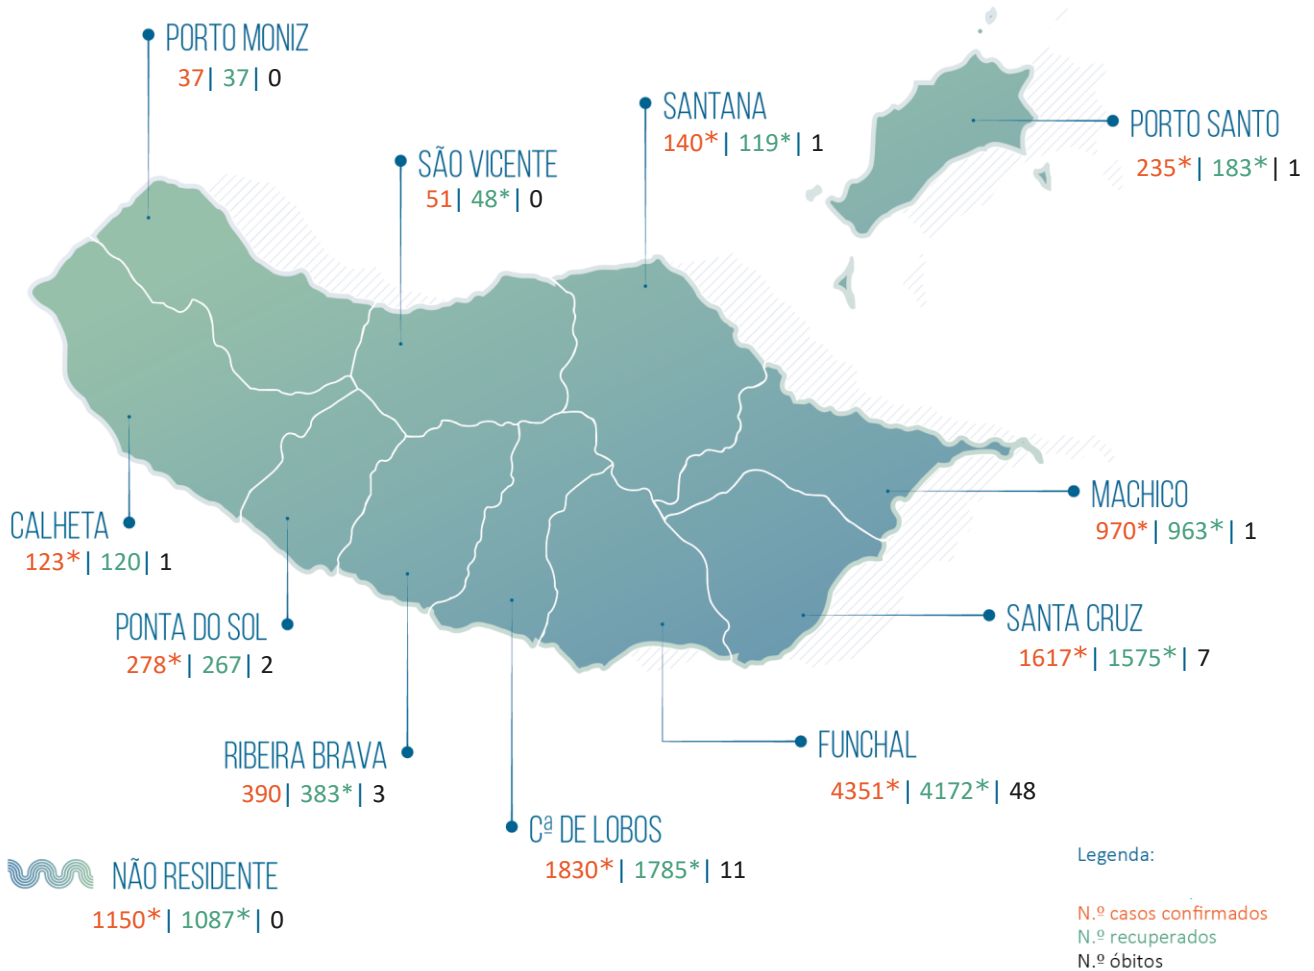 PORTO MONIZ
37| 37| 0
SANTANA
140*| 119*| 1
PORTO SANTO
235*| 183*| 1
SÃO VICENTE
51| 48*| 0
MACHICO
970*| 963*| 1
CALHETA
123*| 120| 1
PONTA DO SOL
278*| 267| 2
SANTA CRUZ
1617*| 1575*| 7
RIBEIRA BRAVA
390| 383*| 3
FUNCHAL
4351*| 4172*| 48
Cª DE LOBOS
1830*| 1785*| 11
NÃO RESIDENTE
1150*| 1087*| 0
Legenda:
N.º casos confirmados
N.º recuperados
N.º óbitos